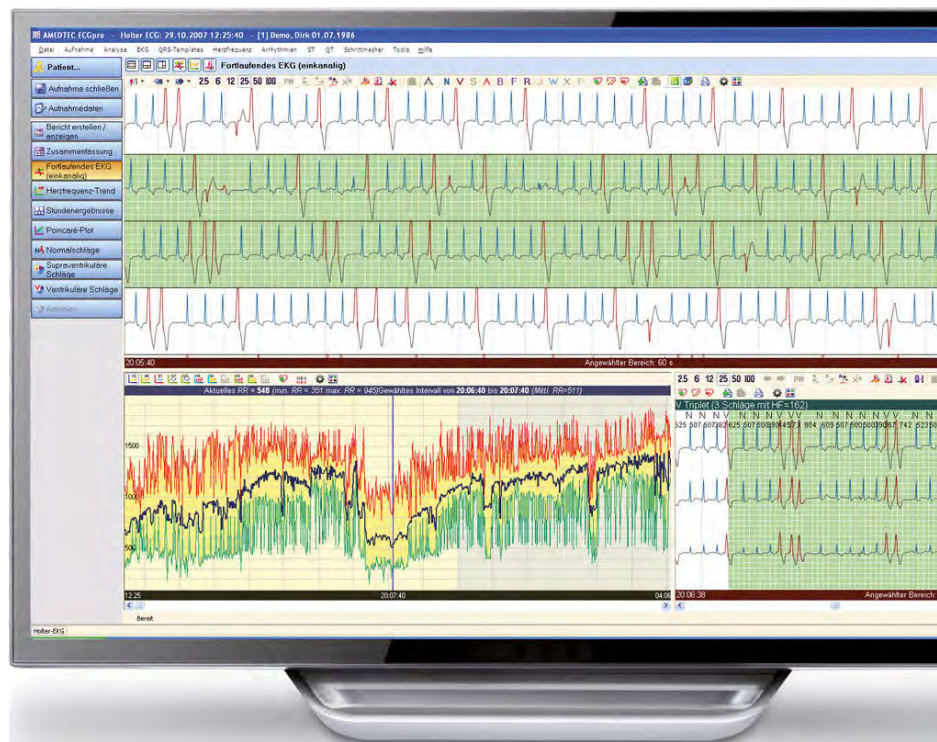 AMEDTEC ECGpro - Holter ECG: 29.10.2007 12:25:40 - [1] Demo, Dirk 01.07.1986
Datei Aufnahme Analyse EKG QRS-Templates Herzfrequenz Arrhythmien ST QT Schrittmacher Tools Hilfe
Patient...
Fortlaufendes EKG (einkanalig)
Aufnahme schließen
Aufnahmedaten
Bericht erstellen /
anzeigen
Zusammenfassung
Fortlaufendes EKG
(einkanälig)
Herzfrequenz-Trend
Stundenergebnisse
Poincaré-Plot
Normalschläge
Supraventrikuläre
Schläge
Ventrikuläre Schläge
2.5 6 12 25 50 100 PM N V S A B F R J W X P
20:05:40 Angewählter Bereich: 60 s
Aktuelles RR = 548 (min. RR = 351 max. RR = 945)Gewähltes Intervall von 20:06:40 bis 20:07:40 (Mittl. RR=511)
1500
1000
500
12:25 20:07:40 04:06
2.5 6 12 25 50 100 PM
V Triplet (3 Schläge mit HF=162)
N N N V N N N N V V V N N N N N N V V N N
20:06:38 Angewählter Bereich:
Bereit
Holter-EKG